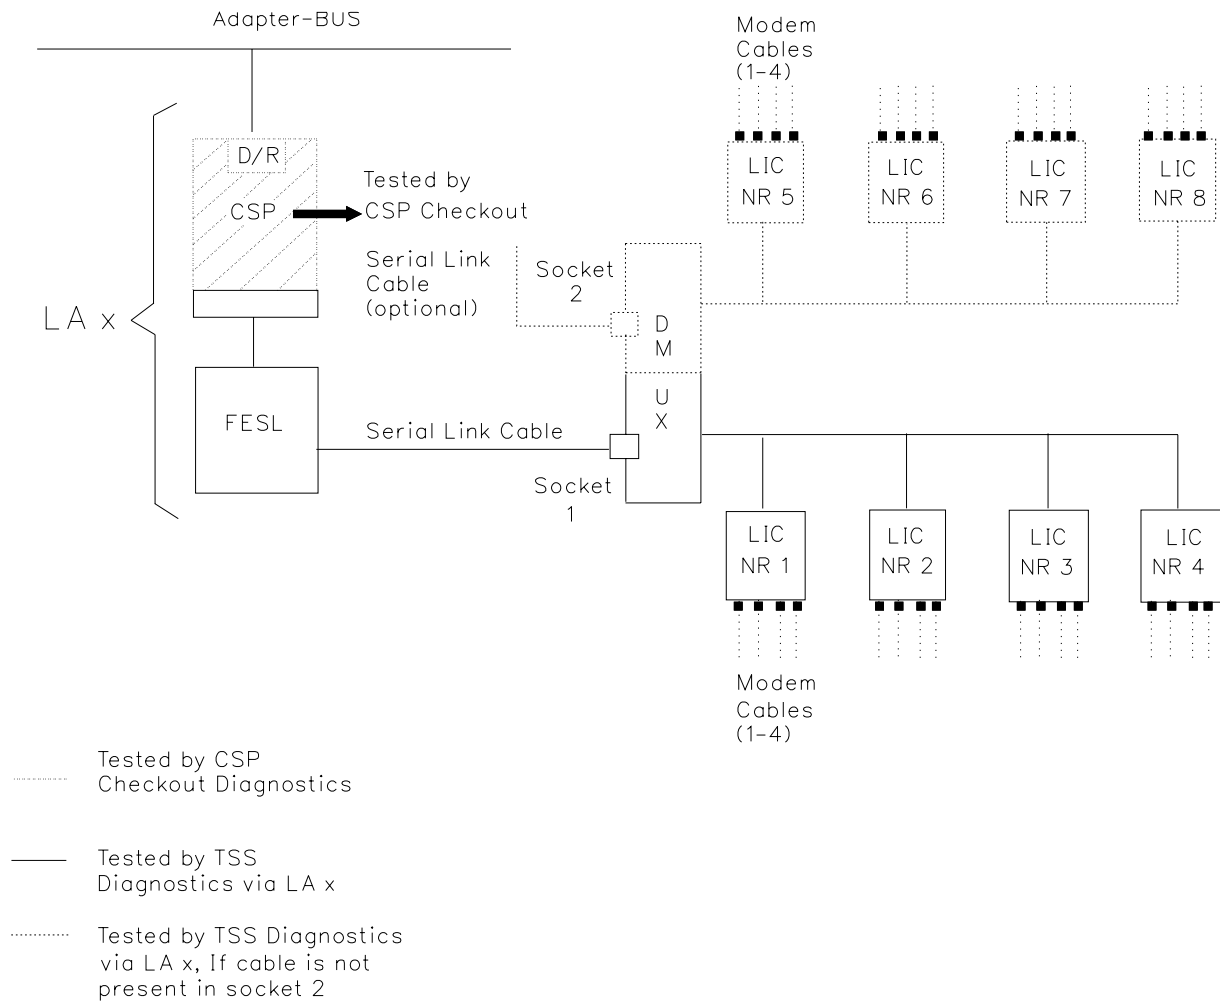 Adapter-BUS
Modem
Cables
(1-4)
D/R
CSP
Tested by
CSP Checkout
Serial Link
Cable
(optional)
Socket
2
LIC
NR 5
LIC
NR 6
LIC
NR 7
LIC
NR 8
LA x
D
M
U
X
FESL
Serial Link Cable
Socket
1
LIC
NR 1
LIC
NR 2
LIC
NR 3
LIC
NR 4
Modem
Cables
(1-4)
Tested by CSP
Checkout Diagnostics
Tested by TSS
Diagnostics via LA x
Tested by TSS Diagnostics
via LA x, If cable is not
present in socket 2